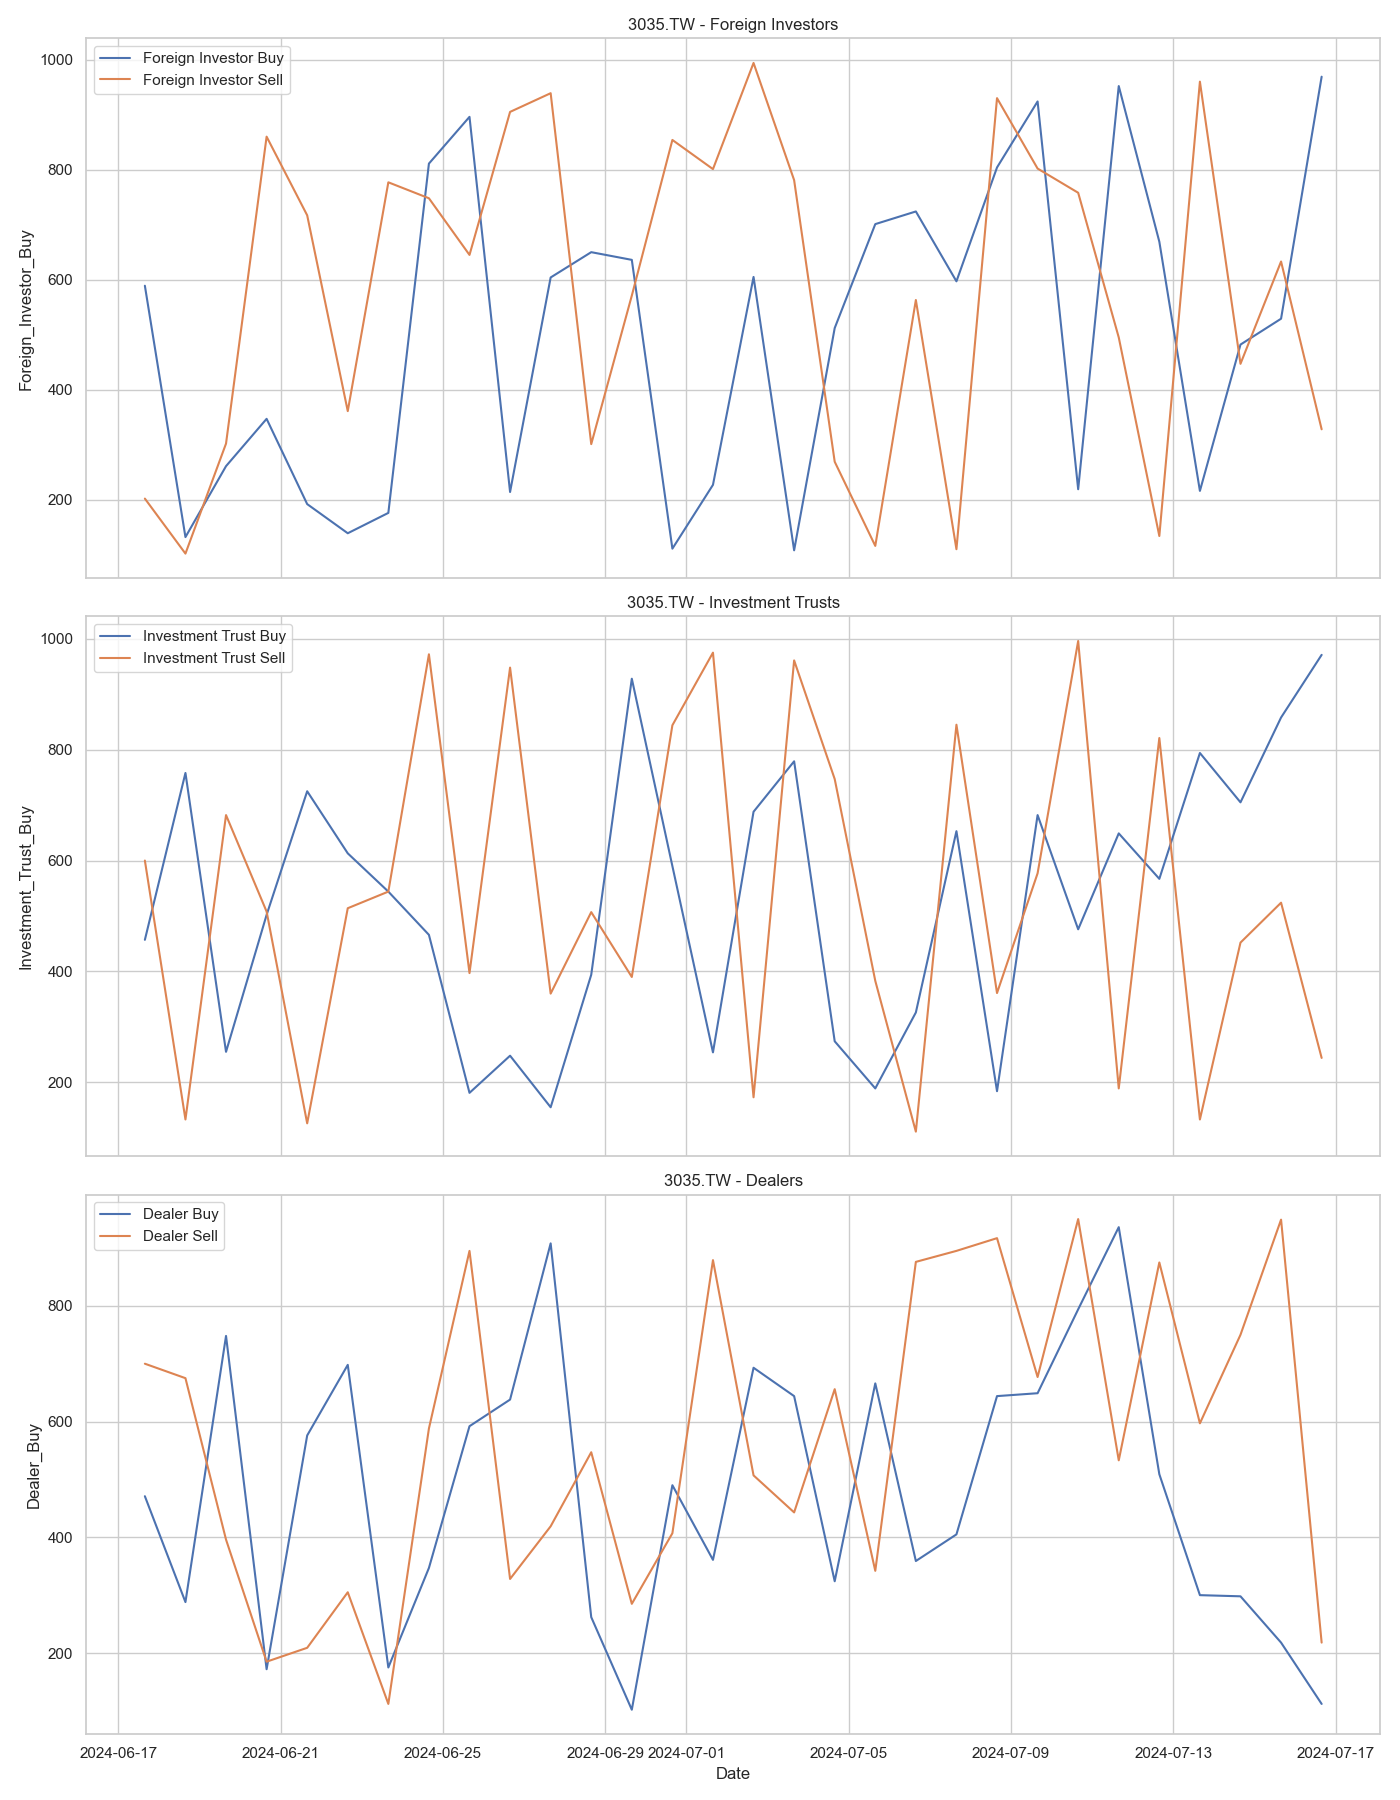 3035.TW - Foreign Investors
Foreign Investor Buy
Foreign Investor Sell
1000
800
600
400
200
Foreign_Investor_Buy
3035.TW - Investment Trusts
Investment Trust Buy
Investment Trust Sell
1000
800
600
400
200
Investment_Trust_Buy
3035.TW - Dealers
Dealer Buy
Dealer Sell
800
600
400
200
Dealer_Buy
2024-06-17 2024-06-21 2024-06-25 2024-06-29 2024-07-01 2024-07-05 2024-07-09 2024-07-13 2024-07-17
Date